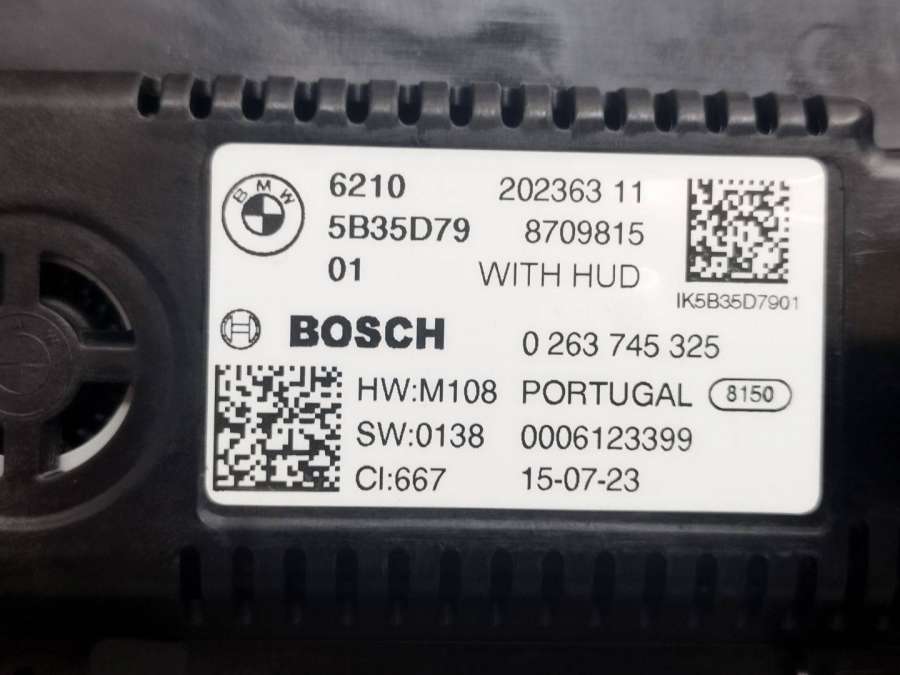 BMW 6210 202363 11
5B35D79 8709815
01 WITH HUD
IK5B35D7901
BOSCH 0 263 745 325
HW:M108 PORTUGAL 8150
SW:0138 0006123399
CI:667 15-07-23